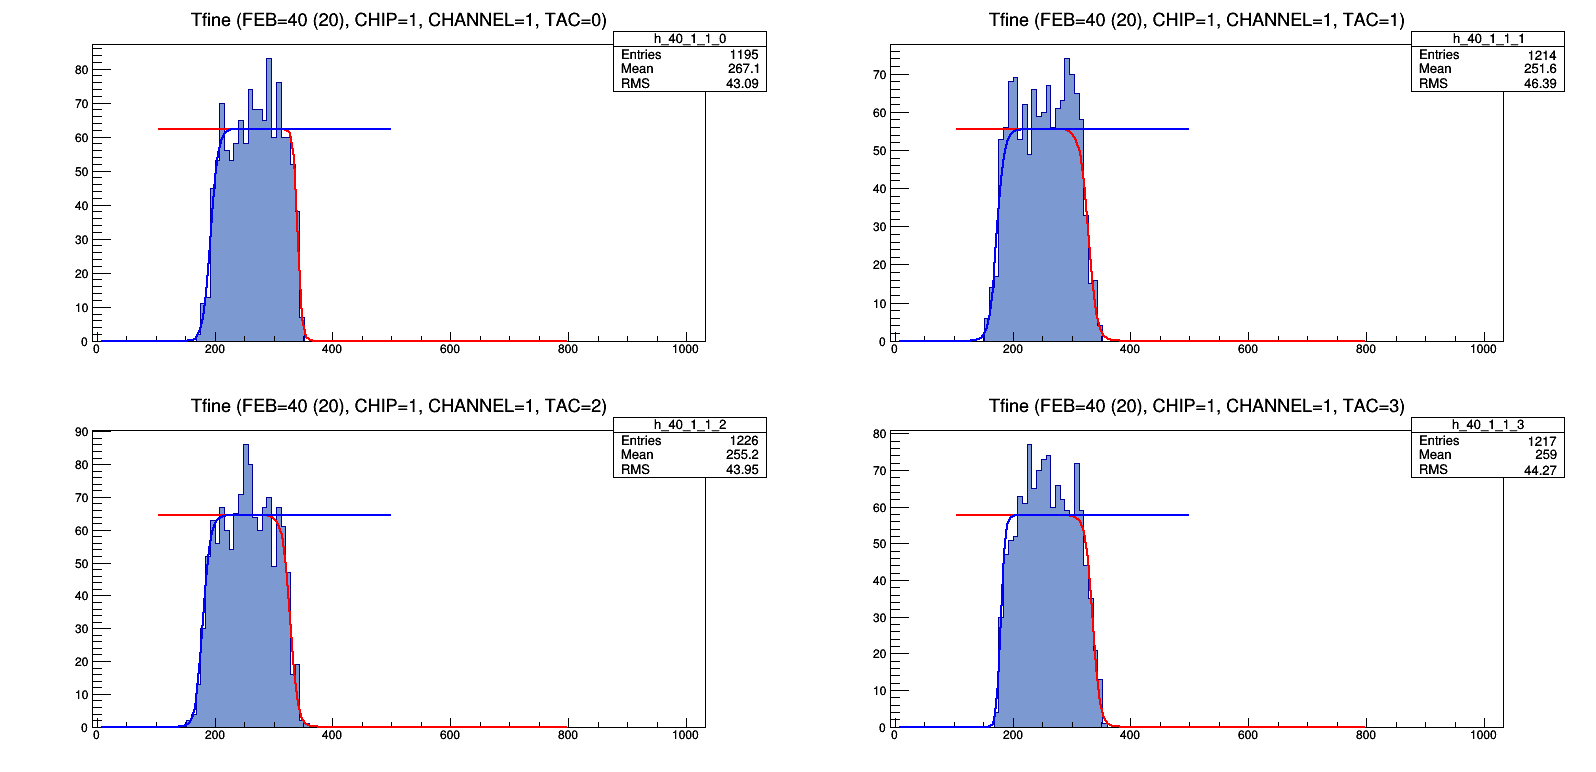 Tfine (FEB=40 (20), CHIP=1, CHANNEL=1, TAC=0)
h_40_1_1_0
Entries 1195
Mean 267.1
RMS 43.09
80
70
60
50
40
30
20
10
0
0 200 400 600 800 1000
Tfine (FEB=40 (20), CHIP=1, CHANNEL=1, TAC=1)
h_40_1_1_1
Entries 1214
Mean 251.6
RMS 46.39
70
60
50
40
30
20
10
0
0 200 400 600 800 1000
Tfine (FEB=40 (20), CHIP=1, CHANNEL=1, TAC=2)
h_40_1_1_2
Entries 1226
Mean 255.2
RMS 43.95
90
80
70
60
50
40
30
20
10
0
0 200 400 600 800 1000
Tfine (FEB=40 (20), CHIP=1, CHANNEL=1, TAC=3)
h_40_1_1_3
Entries 1217
Mean 259
RMS 44.27
80
70
60
50
40
30
20
10
0
0 200 400 600 800 1000